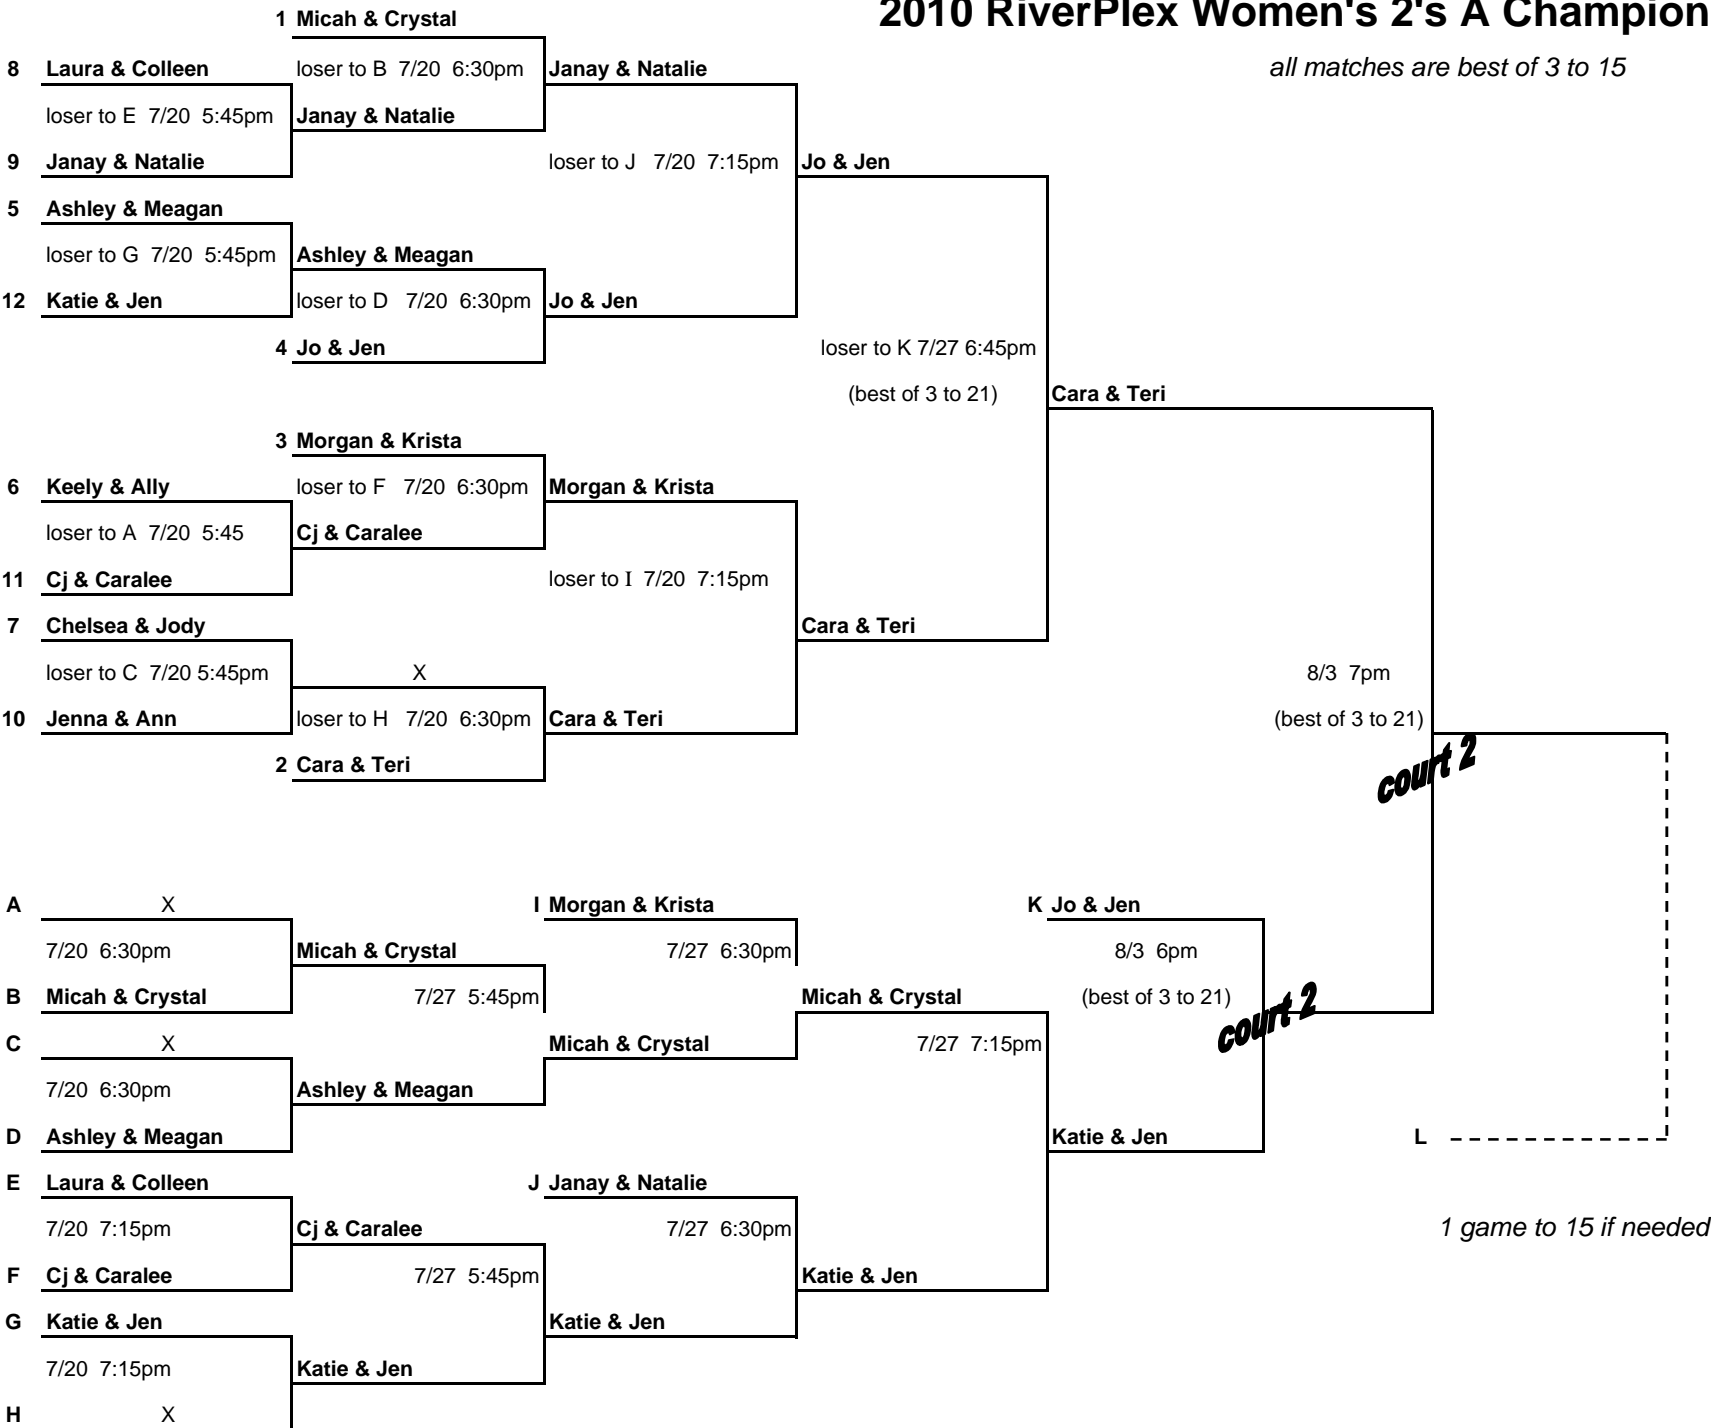 2010 RiverPlex Women's 2's A Champion
all matches are best of 3 to 15
1 Micah & Crystal
8 Laura & Colleen
loser to B 7/20 6:30pm
Janay & Natalie
loser to E 7/20 5:45pm
Janay & Natalie
9 Janay & Natalie
loser to J 7/20 7:15pm
Jo & Jen
5 Ashley & Meagan
loser to G 7/20 5:45pm
Ashley & Meagan
12 Katie & Jen
loser to D 7/20 6:30pm
Jo & Jen
4 Jo & Jen
loser to K 7/27 6:45pm
(best of 3 to 21)
Cara & Teri
3 Morgan & Krista
6 Keely & Ally
loser to F 7/20 6:30pm
Morgan & Krista
loser to A 7/20 5:45
Cj & Caralee
11 Cj & Caralee
loser to I 7/20 7:15pm
7 Chelsea & Jody
Cara & Teri
loser to C 7/20 5:45pm
X
8/3 7pm
10 Jenna & Ann
loser to H 7/20 6:30pm
Cara & Teri
(best of 3 to 21)
2 Cara & Teri
court 2
A X
I Morgan & Krista
K Jo & Jen
7/20 6:30pm
Micah & Crystal
7/27 6:30pm
8/3 6pm
B Micah & Crystal
7/27 5:45pm
Micah & Crystal
(best of 3 to 21)
court 2
C X
Micah & Crystal
7/27 7:15pm
7/20 6:30pm
Ashley & Meagan
D Ashley & Meagan
Katie & Jen
L
E Laura & Colleen
J Janay & Natalie
7/20 7:15pm
Cj & Caralee
7/27 6:30pm
1 game to 15 if needed
F Cj & Caralee
7/27 5:45pm
Katie & Jen
G Katie & Jen
Katie & Jen
7/20 7:15pm
Katie & Jen
H X